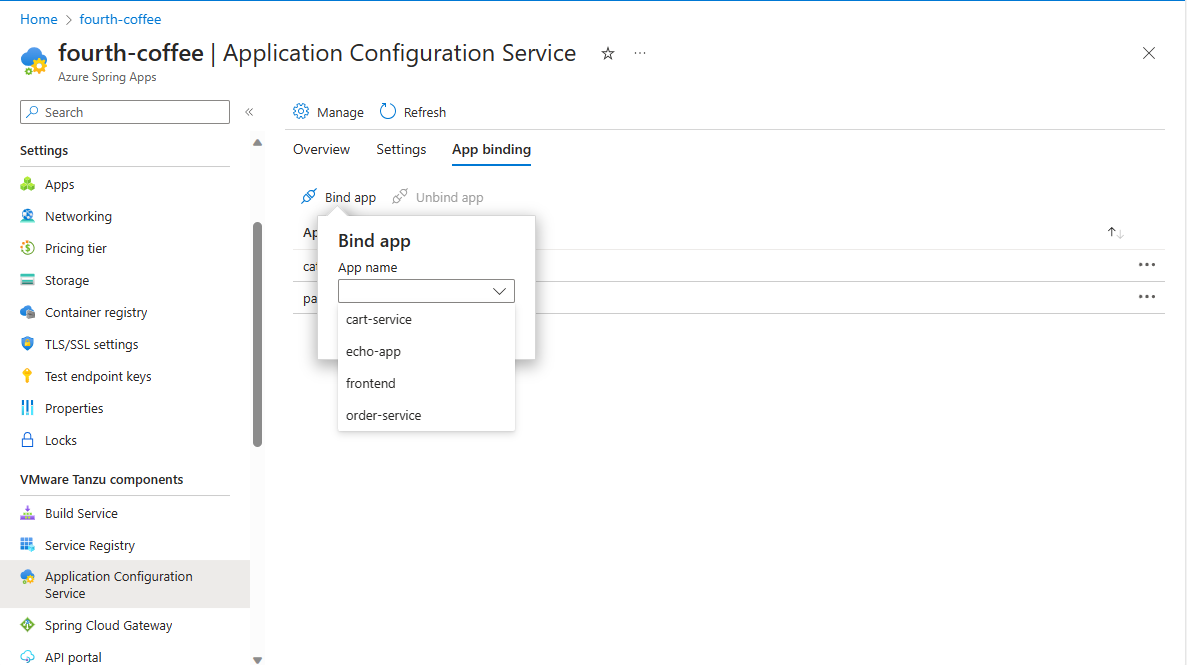 Home > fourth-coffee
fourth-coffee | Application Configuration Service ☆ ...
Azure Spring Apps
Search «
Settings
Apps
Networking
Pricing tier
Storage
Container registry
TLS/SSL settings
Test endpoint keys
Properties
Locks
VMware Tanzu components
Build Service
Service Registry
Application Configuration
Service
Spring Cloud Gateway
API portal
Manage Refresh
Overview Settings App binding
Bind app Unbind app
Bind app
App name
cart-service
echo-app
frontend
order-service